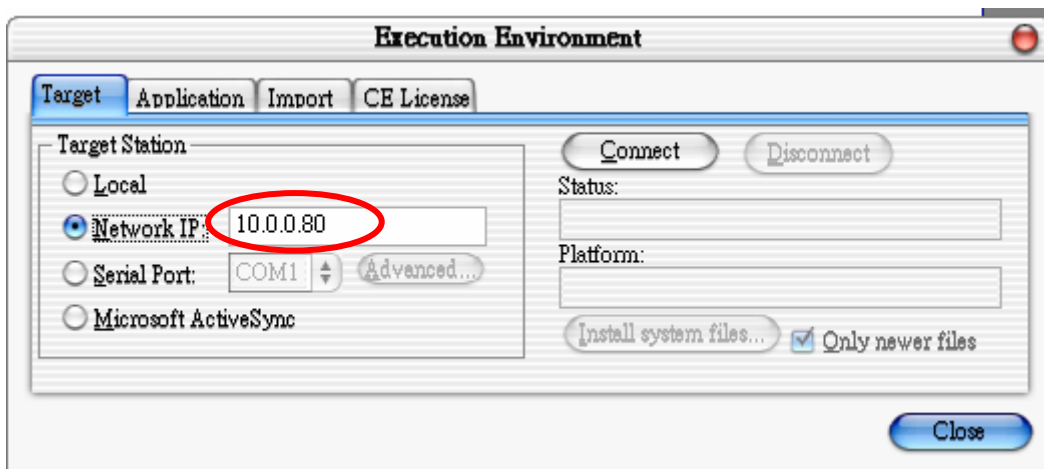 Execution Environment
Target Application Import CE License
Target Station
Local
Network IP: 10.0.0.80
Serial Port: COM1 Advanced...
Microsoft ActiveSync
Connect Disconnect
Status:
Platform:
Install system files... Only newer files
Close